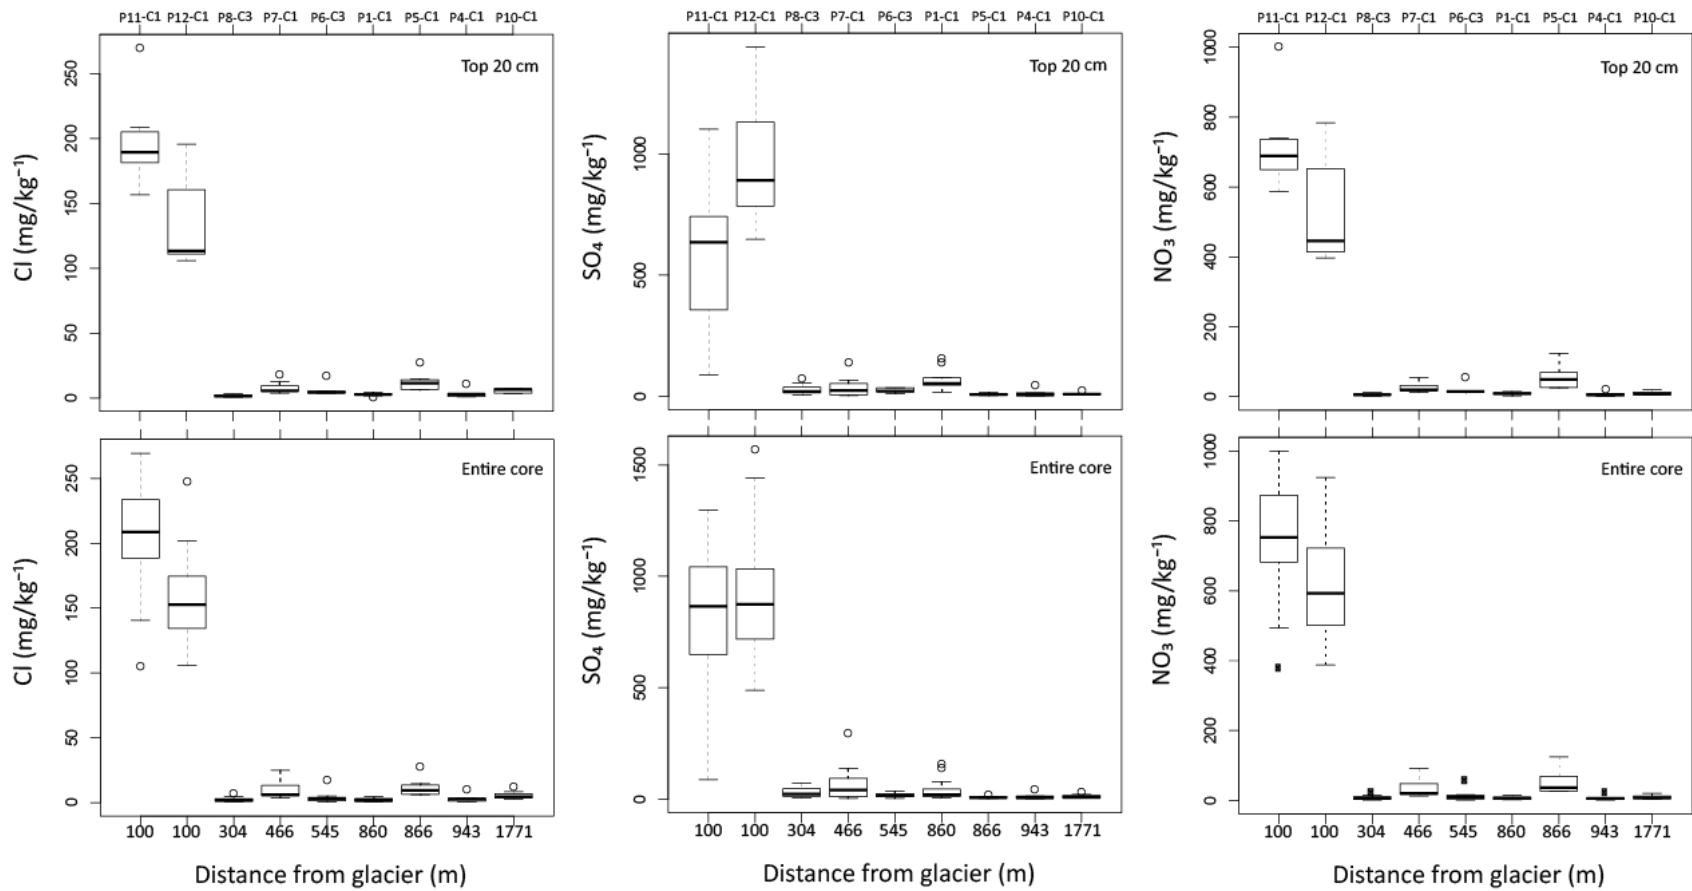 P11-C1 P12-C1 P8-C3 P7-C1 P6-C3 P1-C1 P5-C1 P4-C1 P10-C1
Cl (mg/kg⁻¹)
250
200
150
100
50
0
Top 20 cm
P11-C1 P12-C1 P8-C3 P7-C1 P6-C3 P1-C1 P5-C1 P4-C1 P10-C1
SO₄ (mg/kg⁻¹)
1000
500
0
Top 20 cm
P11-C1 P12-C1 P8-C3 P7-C1 P6-C3 P1-C1 P5-C1 P4-C1 P10-C1
NO₃ (mg/kg⁻¹)
1000
800
600
400
200
0
Top 20 cm
Cl (mg/kg⁻¹)
250
200
150
100
50
0
Entire core
100 100 304 466 545 860 866 943 1771
Distance from glacier (m)
SO₄ (mg/kg⁻¹)
1500
1000
500
0
Entire core
100 100 304 466 545 860 866 943 1771
Distance from glacier (m)
NO₃ (mg/kg⁻¹)
1000
800
600
400
200
0
Entire core
100 100 304 466 545 860 866 943 1771
Distance from glacier (m)